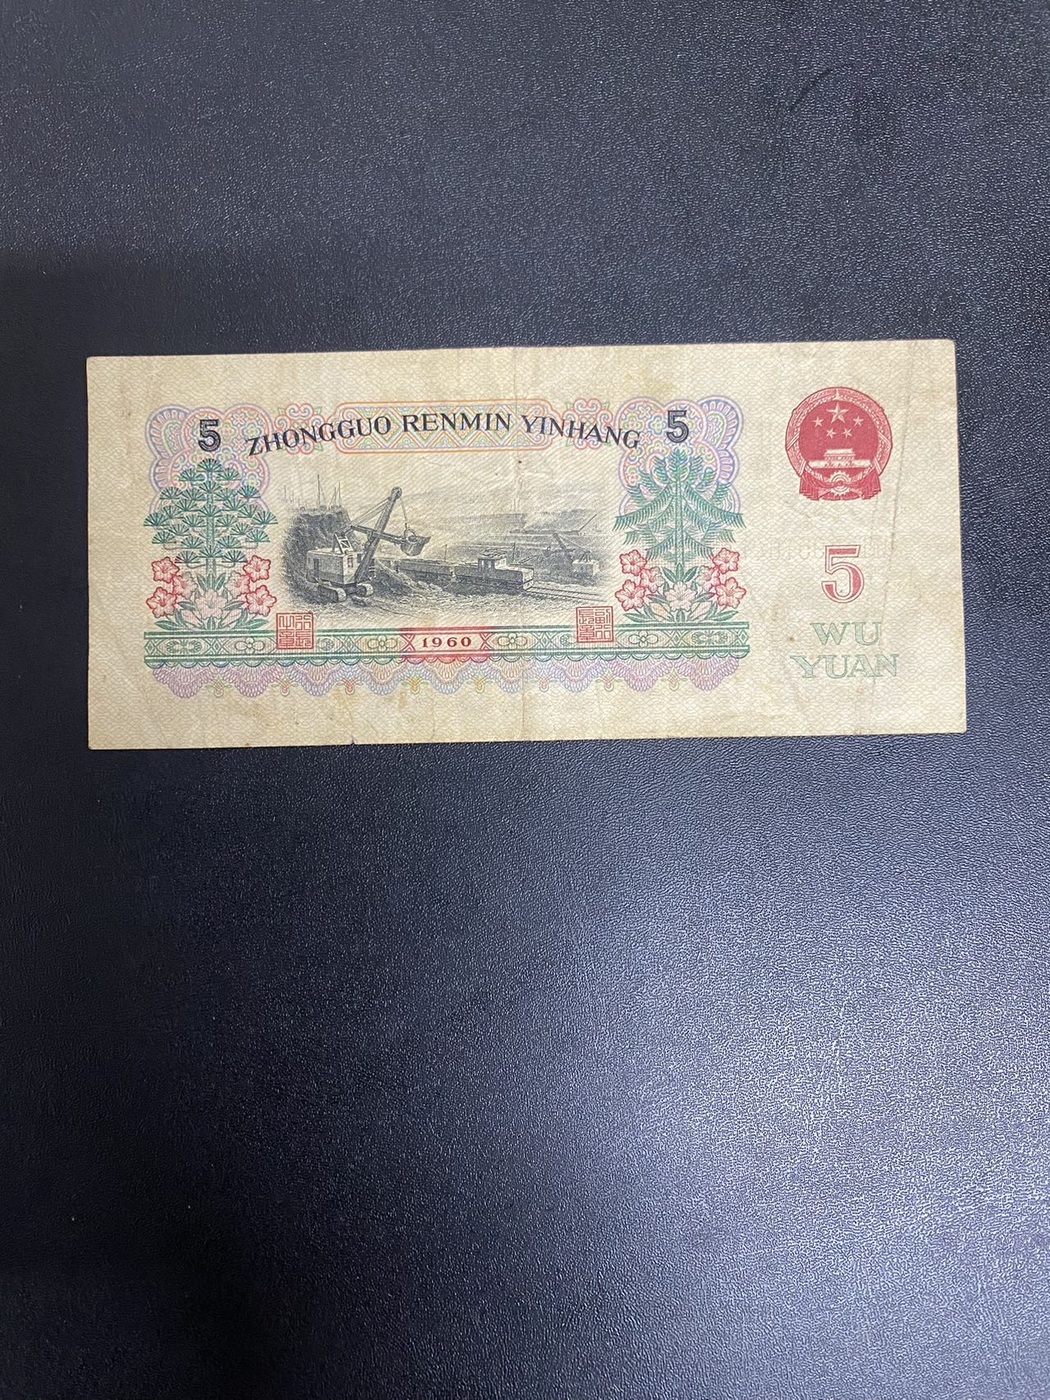 5 ZHONGGUO RENMIN YINHANG 5
1960
5
WU
YUAN